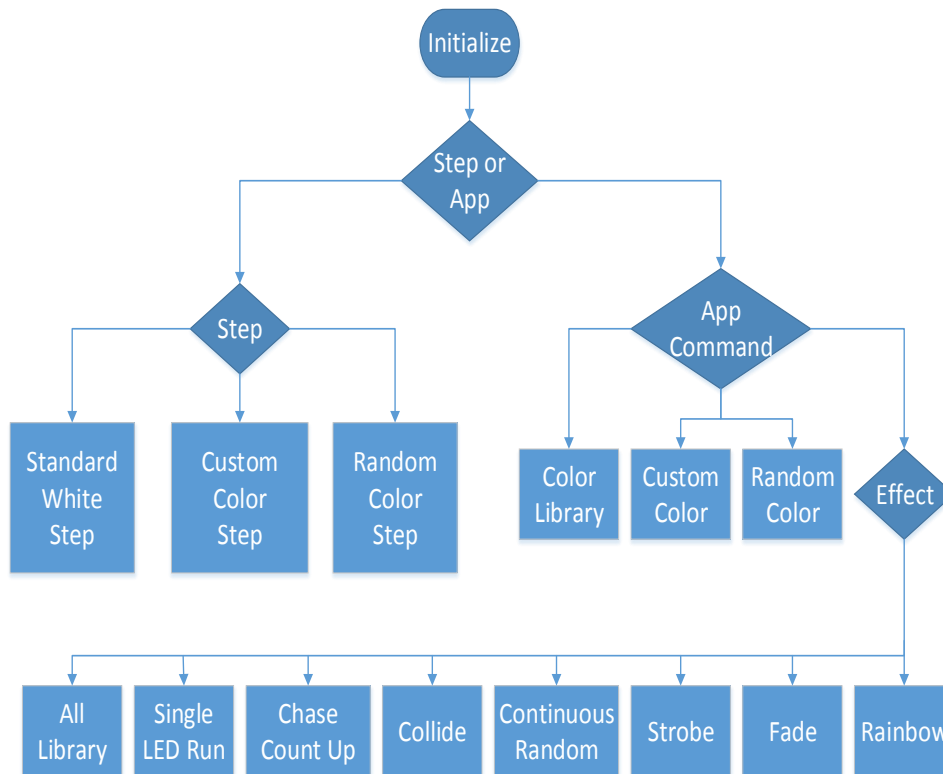 Initialize
Step or
App
Step
App
Command
Standard
White
Step
Custom
Color
Step
Random
Color
Step
Color
Library
Custom
Color
Random
Color
Effect
All
Library
Single
LED Run
Chase
Count Up
Collide
Continuous
Random
Strobe
Fade
Rainbow